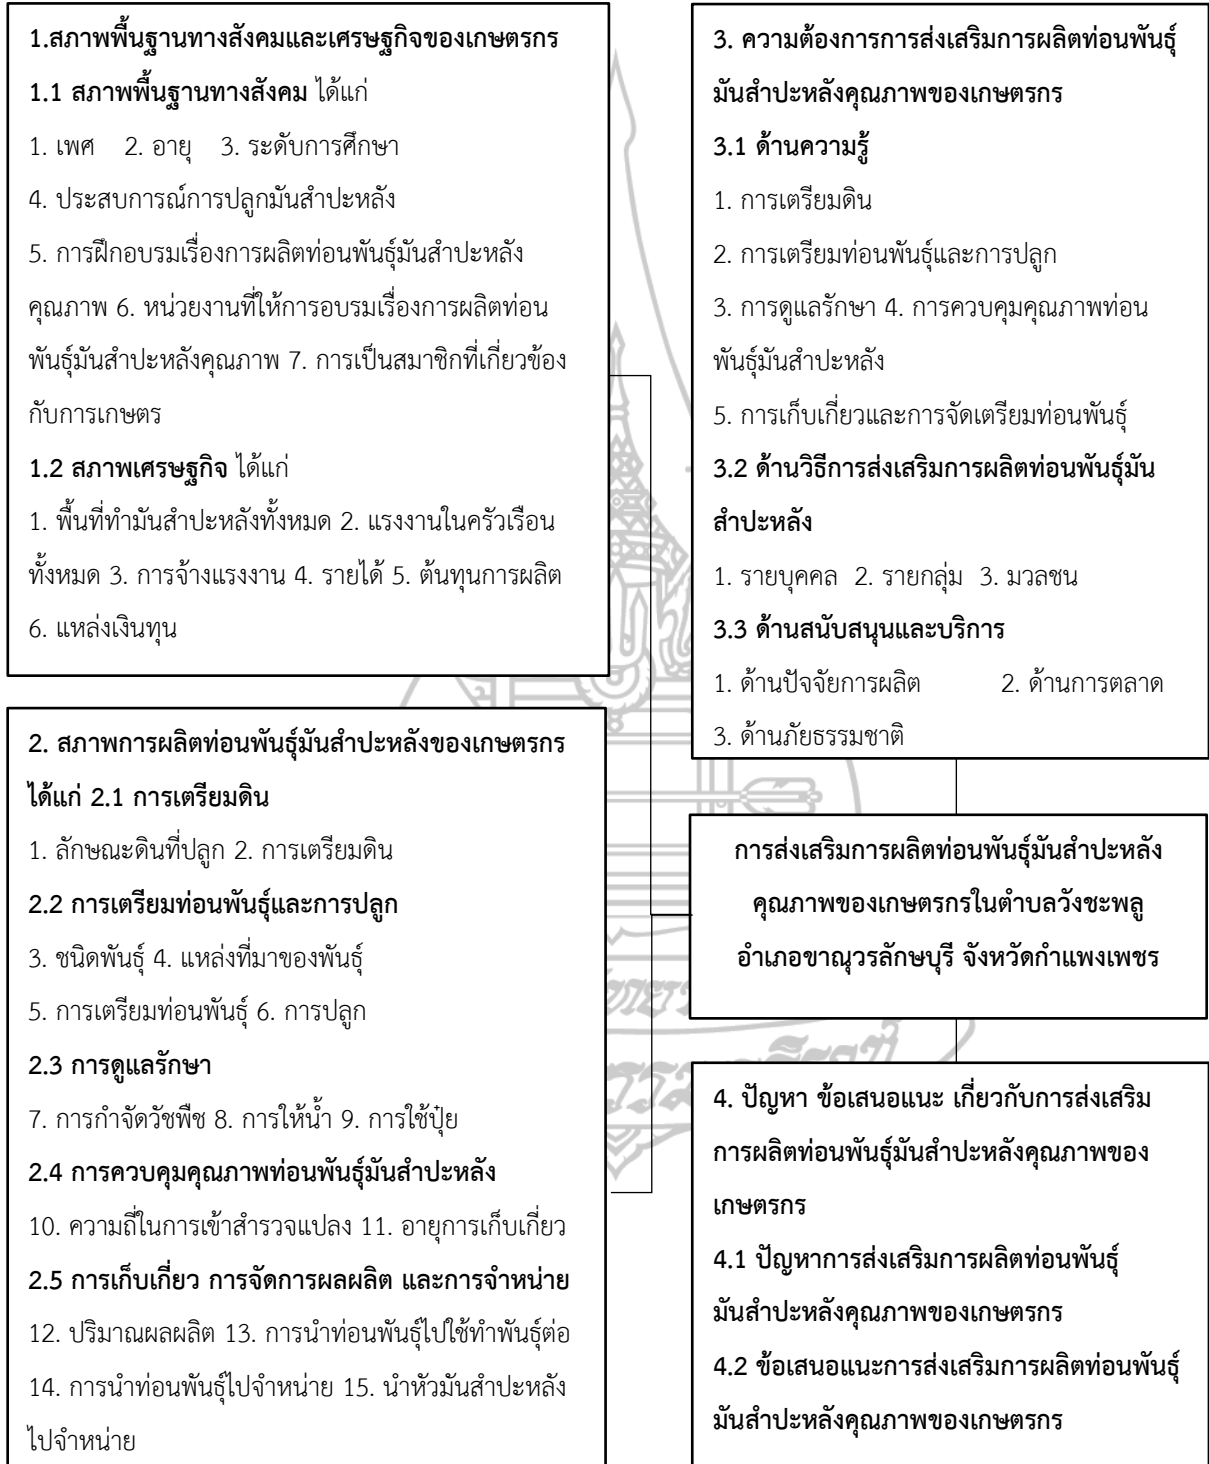 1.สภาพพื้นฐานทางสังคมและเศรษฐกิจของเกษตรกร
1.1 สภาพพื้นฐานทางสังคม ได้แก่
1. เพศ 2. อายุ 3. ระดับการศึกษา
4. ประสบการณ์การปลูกมันสำปะหลัง
5. การฝึกอบรมเรื่องการผลิตท่อนพันธุ์มันสำปะหลัง
คุณภาพ 6. หน่วยงานที่ให้การอบรมเรื่องการผลิตท่อน
พันธุ์มันสำปะหลังคุณภาพ 7. การเป็นสมาชิกที่เกี่ยวข้อง
กับการเกษตร
1.2 สภาพเศรษฐกิจ ได้แก่
1. พื้นที่ทำมันสำปะหลังทั้งหมด 2. แรงงานในครัวเรือน
ทั้งหมด 3. การจ้างแรงงาน 4. รายได้ 5. ต้นทุนการผลิต
6. แหล่งเงินทุน
2. สภาพการผลิตท่อนพันธุ์มันสำปะหลังของเกษตรกร
ได้แก่ 2.1 การเตรียมดิน
1. ลักษณะดินที่ปลูก 2. การเตรียมดิน
2.2 การเตรียมท่อนพันธุ์และการปลูก
3. ชนิดพันธุ์ 4. แหล่งที่มาของพันธุ์
5. การเตรียมท่อนพันธุ์ 6. การปลูก
2.3 การดูแลรักษา
7. การกำจัดวัชพืช 8. การให้น้ำ 9. การใช้ปุ๋ย
2.4 การควบคุมคุณภาพท่อนพันธุ์มันสำปะหลัง
10. ความถี่ในการเข้าสำรวจแปลง 11. อายุการเก็บเกี่ยว
2.5 การเก็บเกี่ยว การจัดการผลผลิต และการจำหน่าย
12. ปริมาณผลผลิต 13. การนำท่อนพันธุ์ไปใช้ทำพันธุ์ต่อ
14. การนำท่อนพันธุ์ไปจำหน่าย 15. นำหัวมันสำปะหลัง
ไปจำหน่าย
3. ความต้องการการส่งเสริมการผลิตท่อนพันธุ์
มันสำปะหลังคุณภาพของเกษตรกร
3.1 ด้านความรู้
1. การเตรียมดิน
2. การเตรียมท่อนพันธุ์และการปลูก
3. การดูแลรักษา 4. การควบคุมคุณภาพท่อน
พันธุ์มันสำปะหลัง
5. การเก็บเกี่ยวและการจัดเตรียมท่อนพันธุ์
3.2 ด้านวิธีการส่งเสริมการผลิตท่อนพันธุ์มัน
สำปะหลัง
1. รายบุคคล 2. รายกลุ่ม 3. มวลชน
3.3 ด้านสนับสนุนและบริการ
1. ด้านปัจจัยการผลิต 2. ด้านการตลาด
3. ด้านภัยธรรมชาติ
การส่งเสริมการผลิตท่อนพันธุ์มันสำปะหลัง
คุณภาพของเกษตรกรในตำบลวังชะพลู
อำเภอขาณุวรลักษบุรี จังหวัดกำแพงเพชร
4. ปัญหา ข้อเสนอแนะ เกี่ยวกับการส่งเสริม
การผลิตท่อนพันธุ์มันสำปะหลังคุณภาพของ
เกษตรกร
4.1 ปัญหาการส่งเสริมการผลิตท่อนพันธุ์
มันสำปะหลังคุณภาพของเกษตรกร
4.2 ข้อเสนอแนะการส่งเสริมการผลิตท่อนพันธุ์
มันสำปะหลังคุณภาพของเกษตรกร